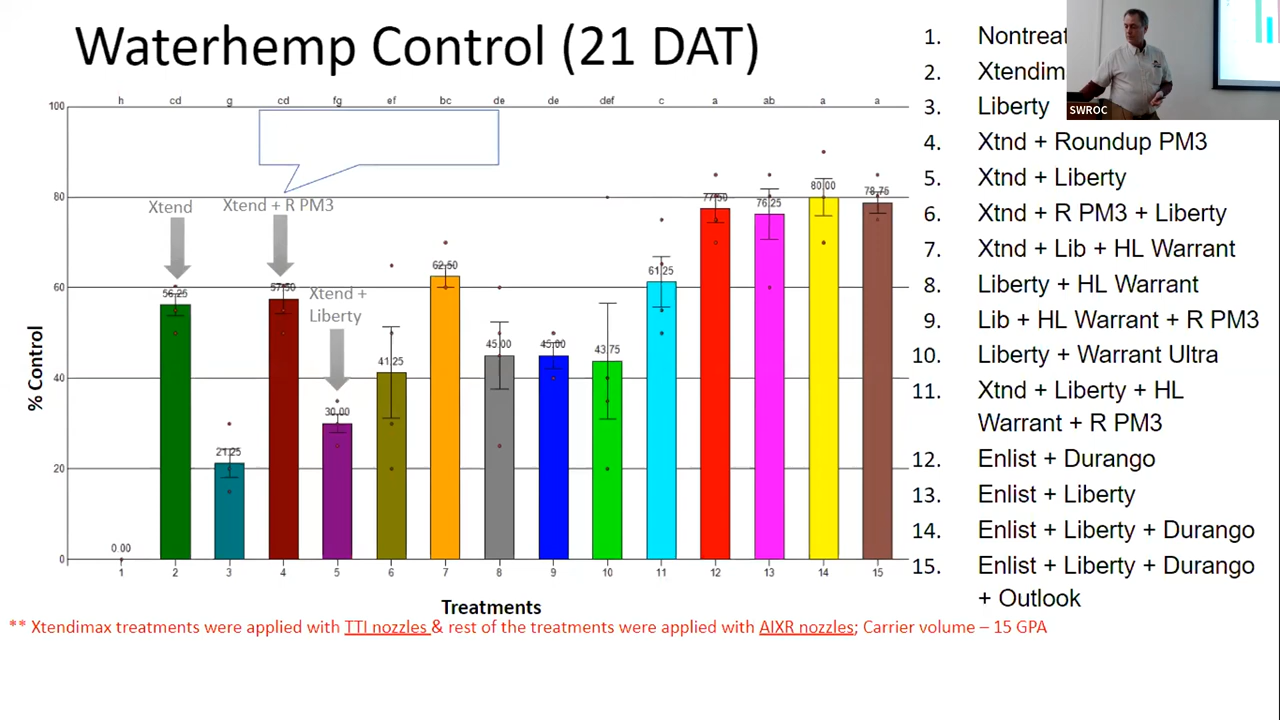 Waterhemp Control (21 DAT)
h cd g cd fg ef bc de de def c a ab a a
100
80
60
40
20
0
% Control
Xtend
Xtend + R PM3
Xtend +
Liberty
0.00
56.25
21.25
57.50
30.00
41.25
62.50
45.00
45.00
43.75
61.25
77.50
76.25
80.00
78.75
1 2 3 4 5 6 7 8 9 10 11 12 13 14 15
Treatments
1. Nontreat
2. Xtendim
3. Liberty
4. Xtnd + Roundup PM3
5. Xtnd + Liberty
6. Xtnd + R PM3 + Liberty
7. Xtnd + Lib + HL Warrant
8. Liberty + HL Warrant
9. Lib + HL Warrant + R PM3
10. Liberty + Warrant Ultra
11. Xtnd + Liberty + HL
Warrant + R PM3
12. Enlist + Durango
13. Enlist + Liberty
14. Enlist + Liberty + Durango
15. Enlist + Liberty + Durango
+ Outlook
SWROC
** Xtendimax treatments were applied with TTI nozzles & rest of the treatments were applied with AIXR nozzles; Carrier volume – 15 GPA